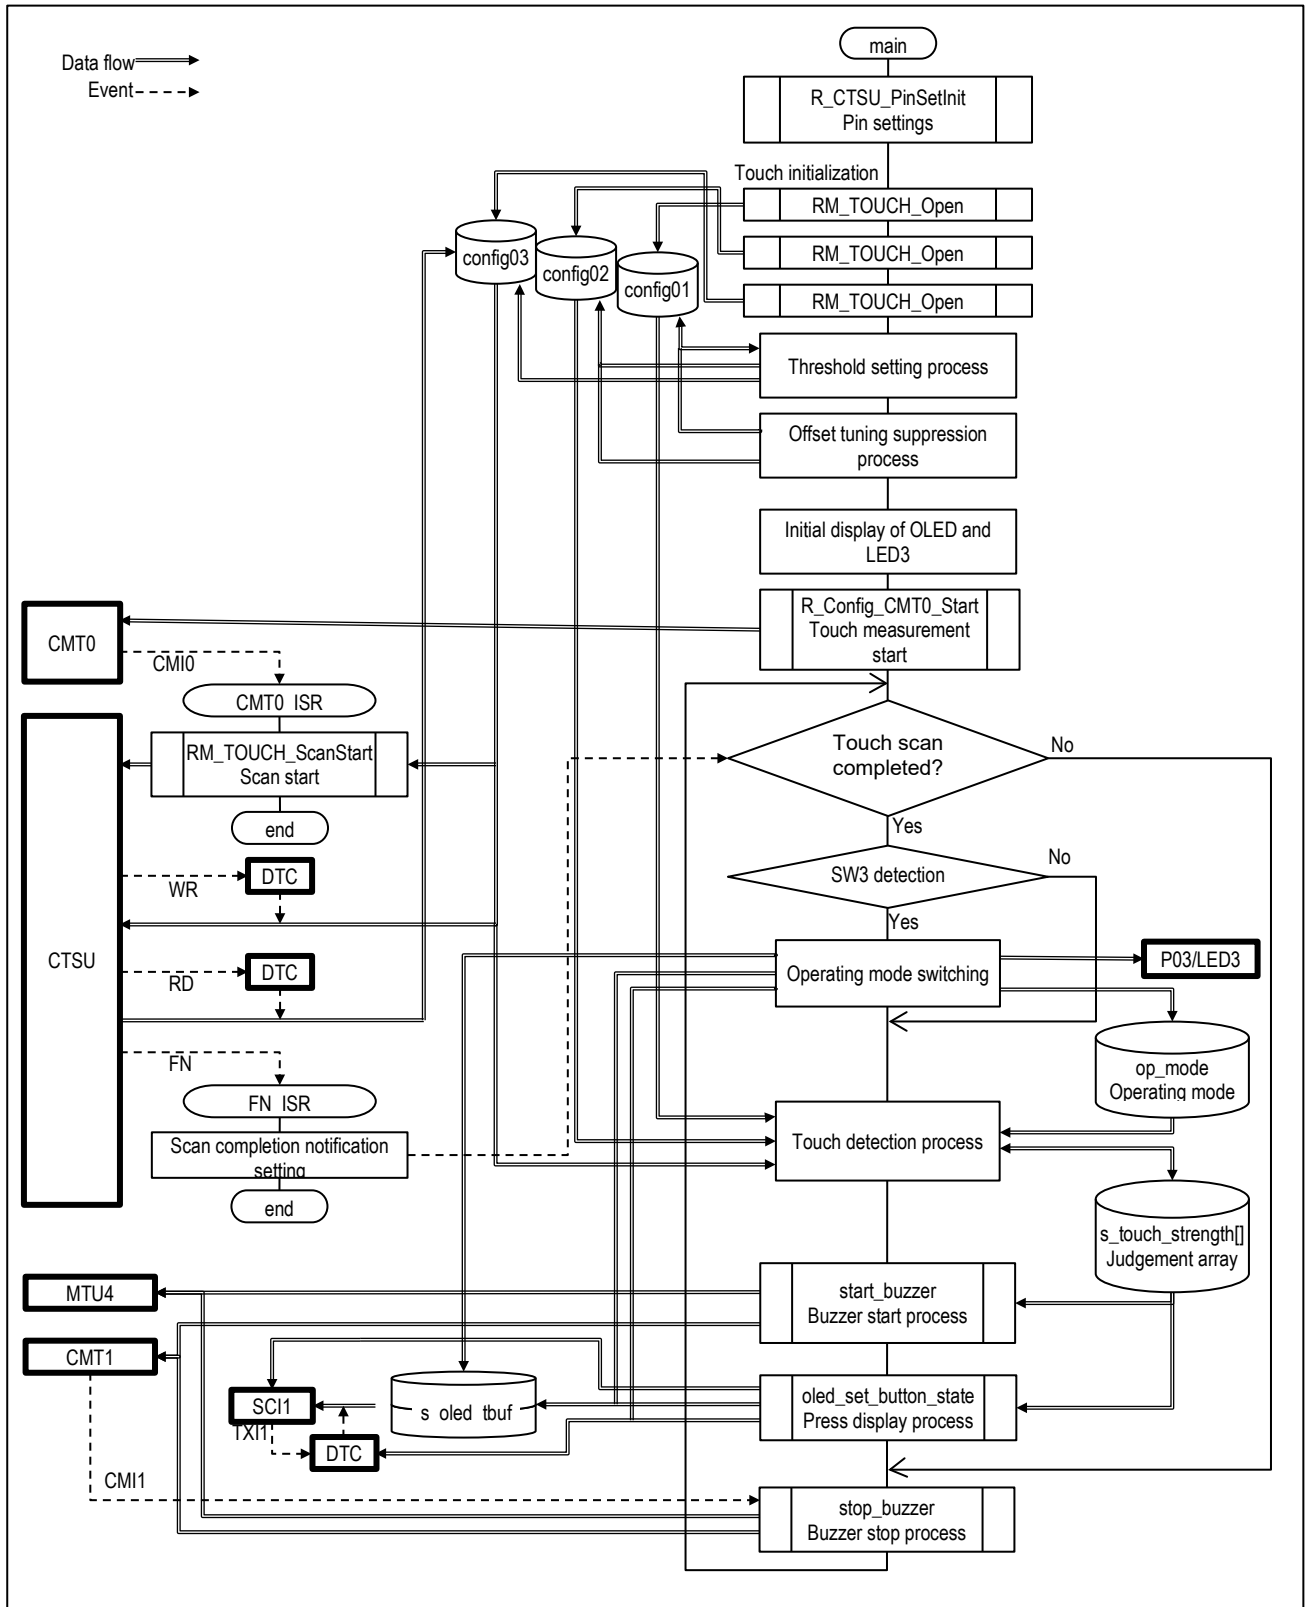 main
Data flow
Event
R_CTSU_PinSetInit
Pin settings
Touch initialization
RM_TOUCH_Open
RM_TOUCH_Open
RM_TOUCH_Open
config03
config02
config01
Threshold setting process
Offset tuning suppression
process
Initial display of OLED and
LED3
R_Config_CMT0_Start
Touch measurement
start
CMT0
CMI0
CMT0 ISR
RM_TOUCH_ScanStart
Scan start
end
Touch scan
completed?
No
Yes
SW3 detection
No
Yes
WR
DTC
CTSU
RD
DTC
Operating mode switching
P03/LED3
op_mode
Operating mode
FN
FN ISR
Scan completion notification
setting
end
Touch detection process
s_touch_strength[]
Judgement array
MTU4
start_buzzer
Buzzer start process
CMT1
SCI1
TXI1
s oled tbuf
DTC
oled_set_button_state
Press display process
CMI1
stop_buzzer
Buzzer stop process